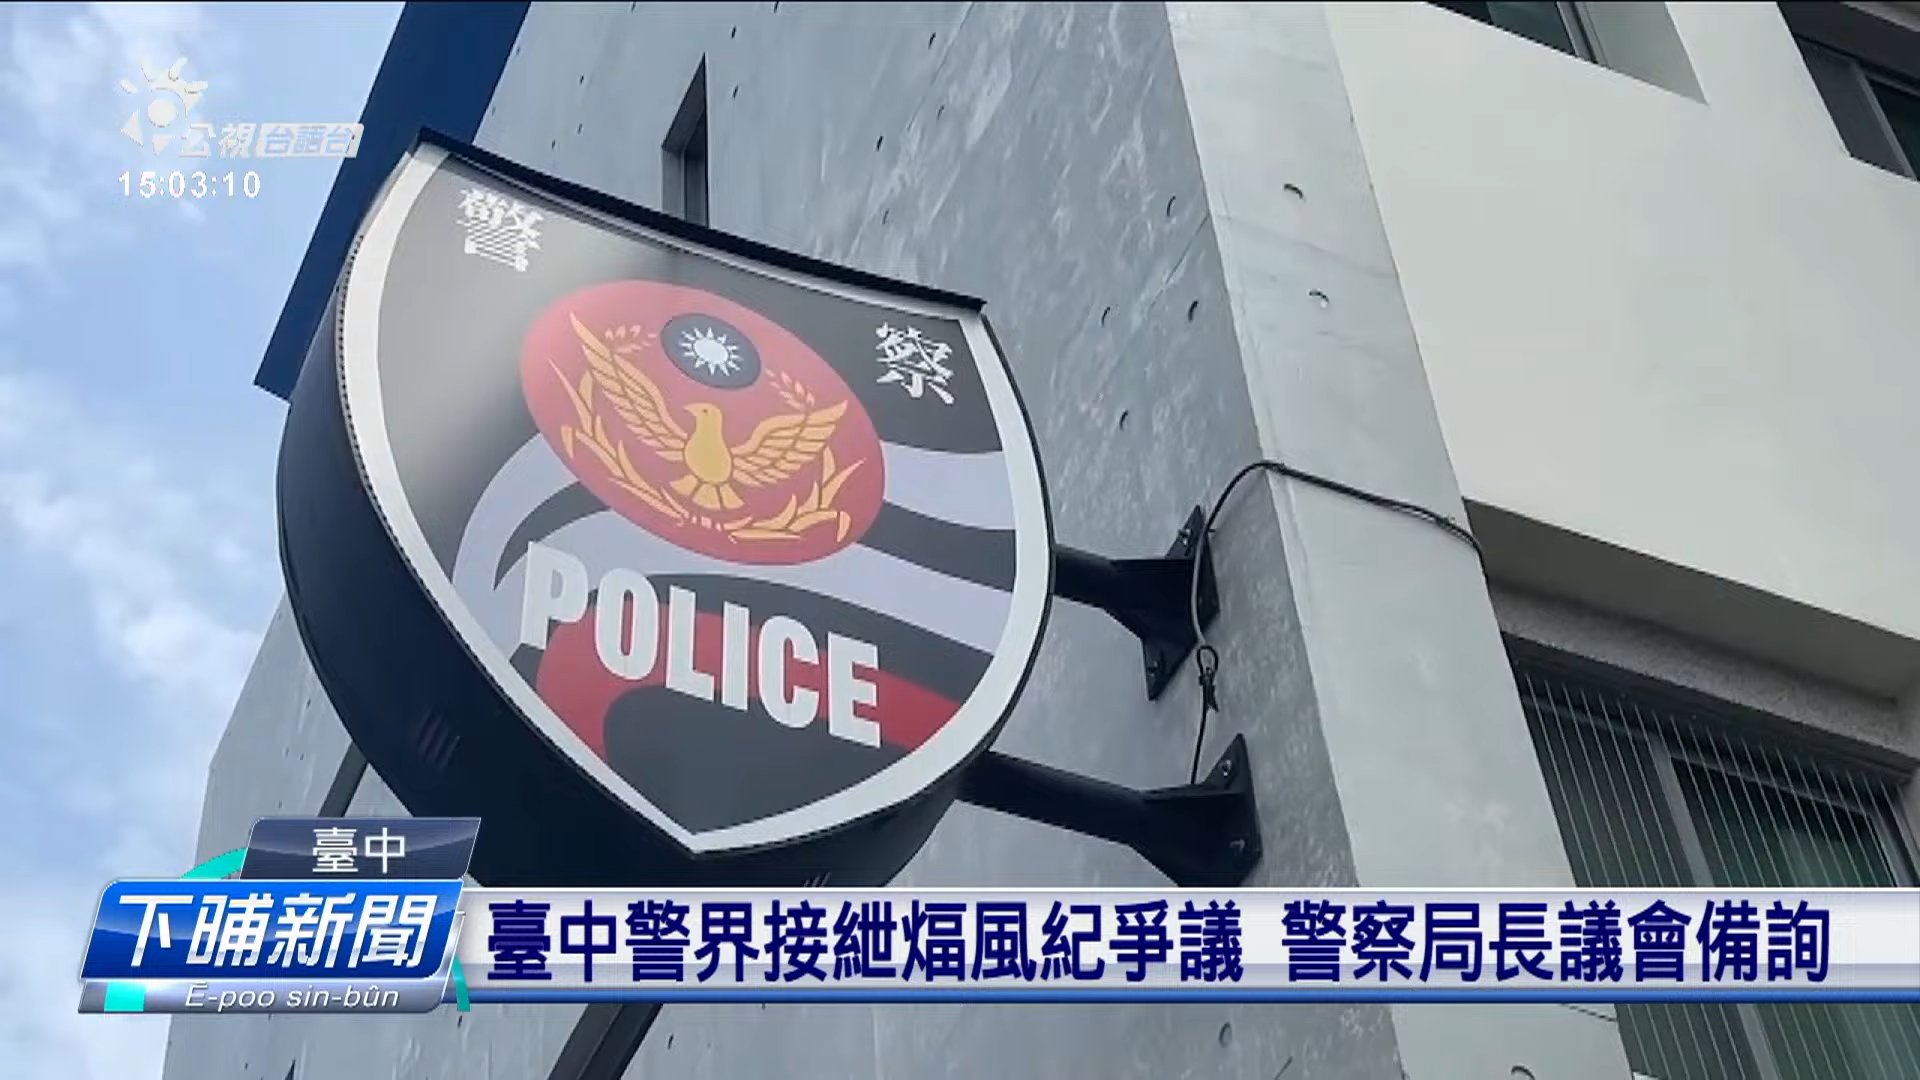 公視台語台
15:03:10
警
察
POLICE
臺中
下晡新聞
Ē-poo sin-bûn
臺中警界接紲煏風紀爭議 警察局長議會備詢